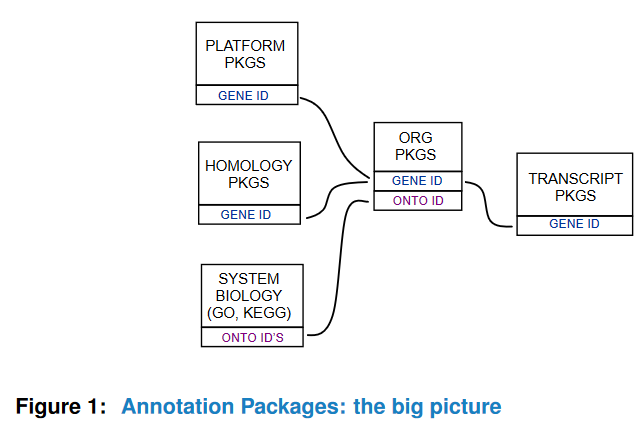 PLATFORM
PKGS
GENE ID
HOMOLOGY
PKGS
GENE ID
SYSTEM
BIOLOGY
(GO, KEGG)
ONTO ID'S
ORG
PKGS
GENE ID
ONTO ID
TRANSCRIPT
PKGS
GENE ID
Figure 1: Annotation Packages: the big picture